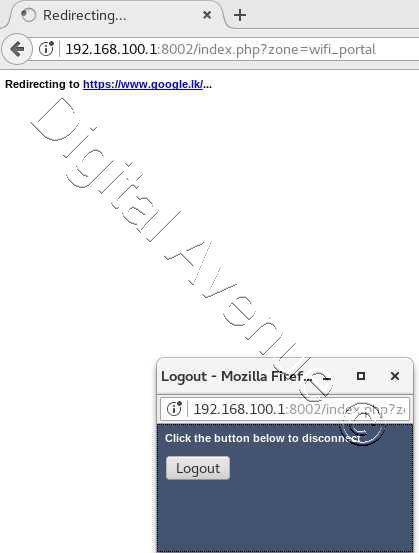 Redirecting...
192.168.100.1:8002/index.php?zone=wifi_portal
Redirecting to https://www.google.lk/...
Digital Avenue ©
Logout - Mozilla Firef...
192.168.100.1:8002/index.php?z
Click the button below to disconnect
Logout